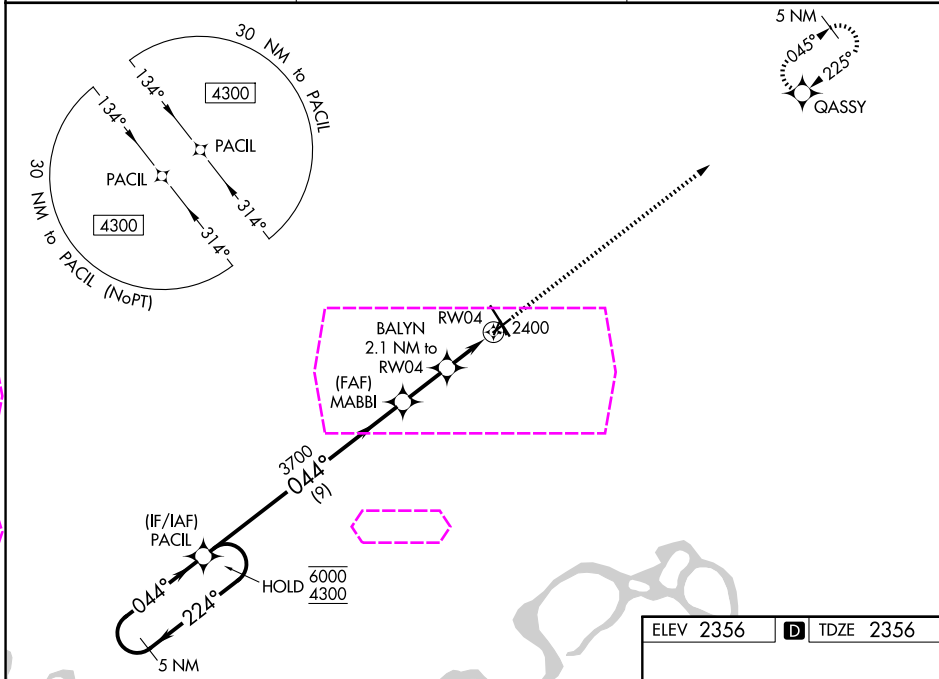 30 NM to PACIL
134°
4300
PACIL
314°
134°
PACIL
4300
314°
30 NM to PACIL (NoPT)
5 NM
045°
225°
QASSY
RW04
2400
BALYN
2.1 NM to
RW04
(FAF)
MABBI
3700
044°
(9)
(IF/IAF)
PACIL
044°
224°
HOLD 6000
4300
5 NM
ELEV 2356 D TDZE 2356